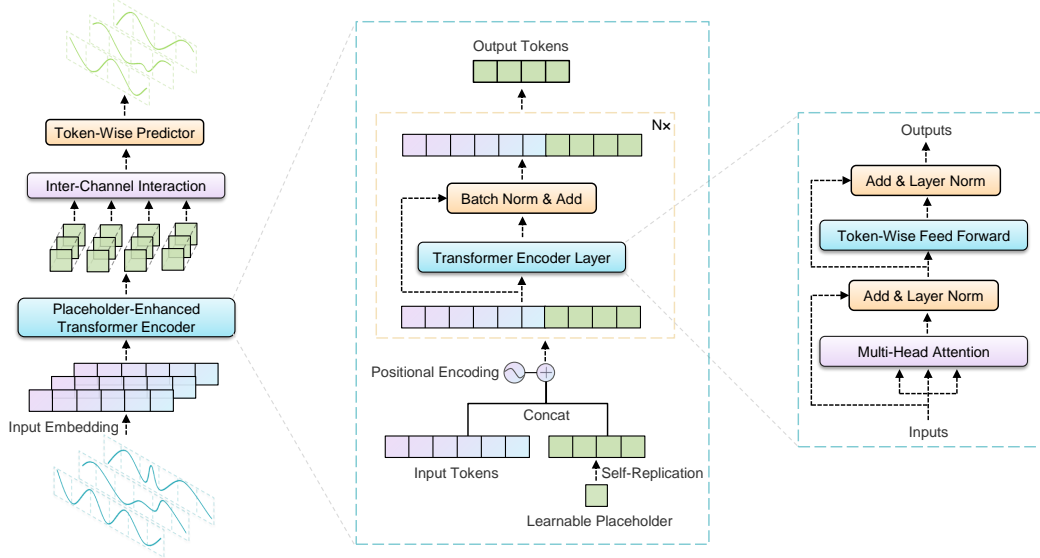 Token-Wise Predictor
Inter-Channel Interaction
Placeholder-Enhanced
Transformer Encoder
Input Embedding
Output Tokens
N×
Batch Norm & Add
Transformer Encoder Layer
Positional Encoding
Concat
Input Tokens
Self-Replication
Learnable Placeholder
Outputs
Add & Layer Norm
Token-Wise Feed Forward
Add & Layer Norm
Multi-Head Attention
Inputs